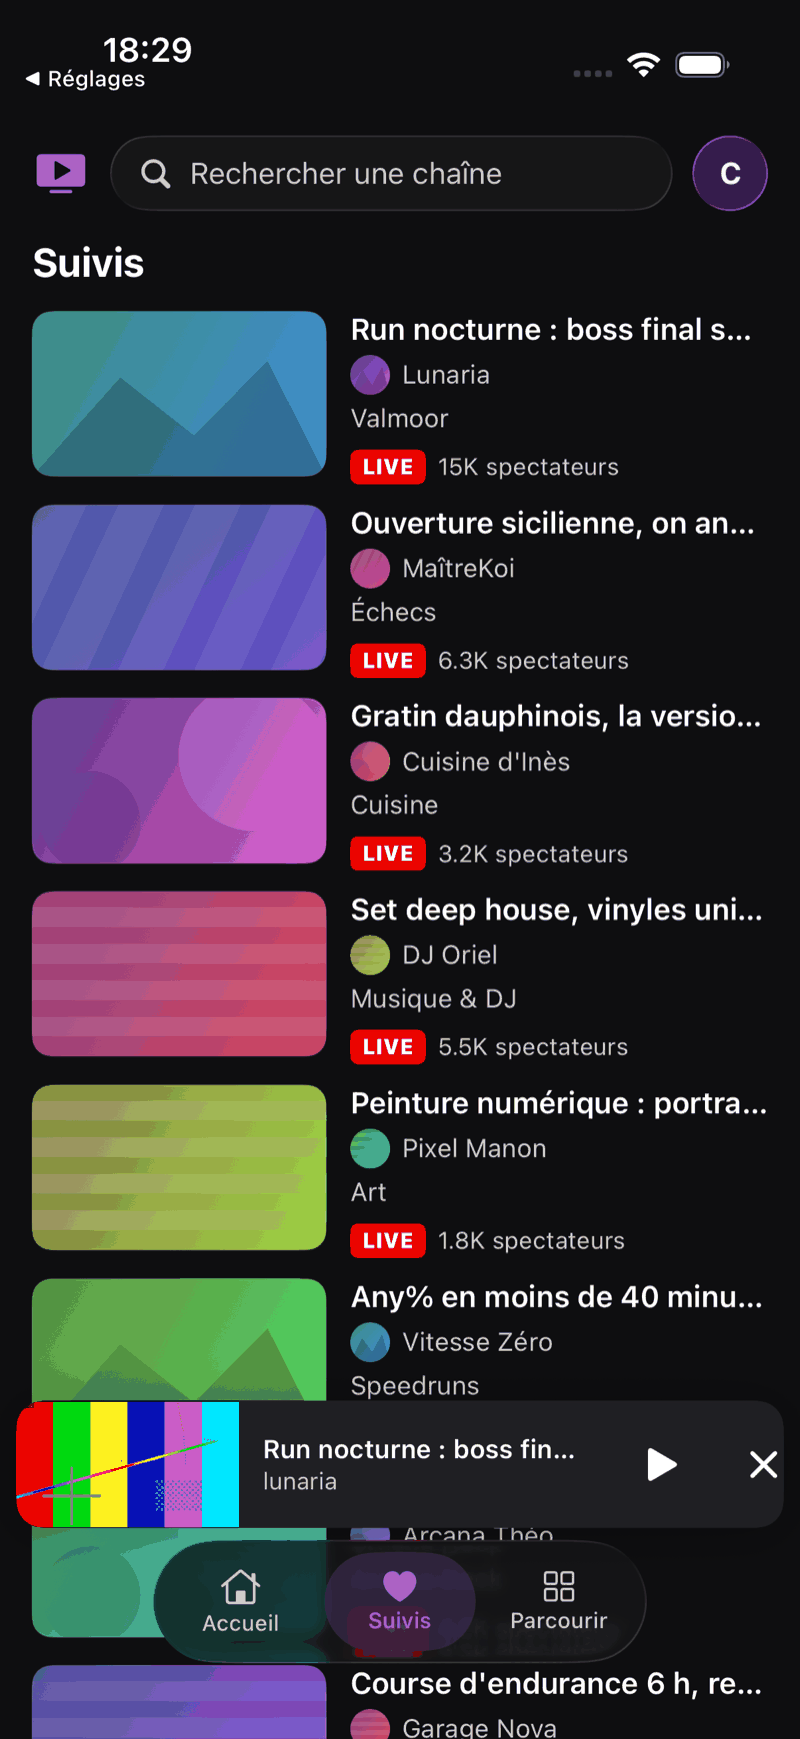 18:29
◀ Réglages
Rechercher une chaîne
C
Suivis
Run nocturne : boss final s...
Lunaria
Valmoor
LIVE 15K spectateurs
Ouverture sicilienne, on an...
MaîtreKoi
Échecs
LIVE 6.3K spectateurs
Gratin dauphinois, la versio...
Cuisine d'Inès
Cuisine
LIVE 3.2K spectateurs
Set deep house, vinyles uni...
DJ Oriel
Musique & DJ
LIVE 5.5K spectateurs
Peinture numérique : portra...
Pixel Manon
Art
LIVE 1.8K spectateurs
Any% en moins de 40 minu...
Vitesse Zéro
Speedruns
Run nocturne : boss fin...
lunaria
Arcana Théo
Accueil
Suivis
Parcourir
Course d'endurance 6 h, re...
Garage Nova